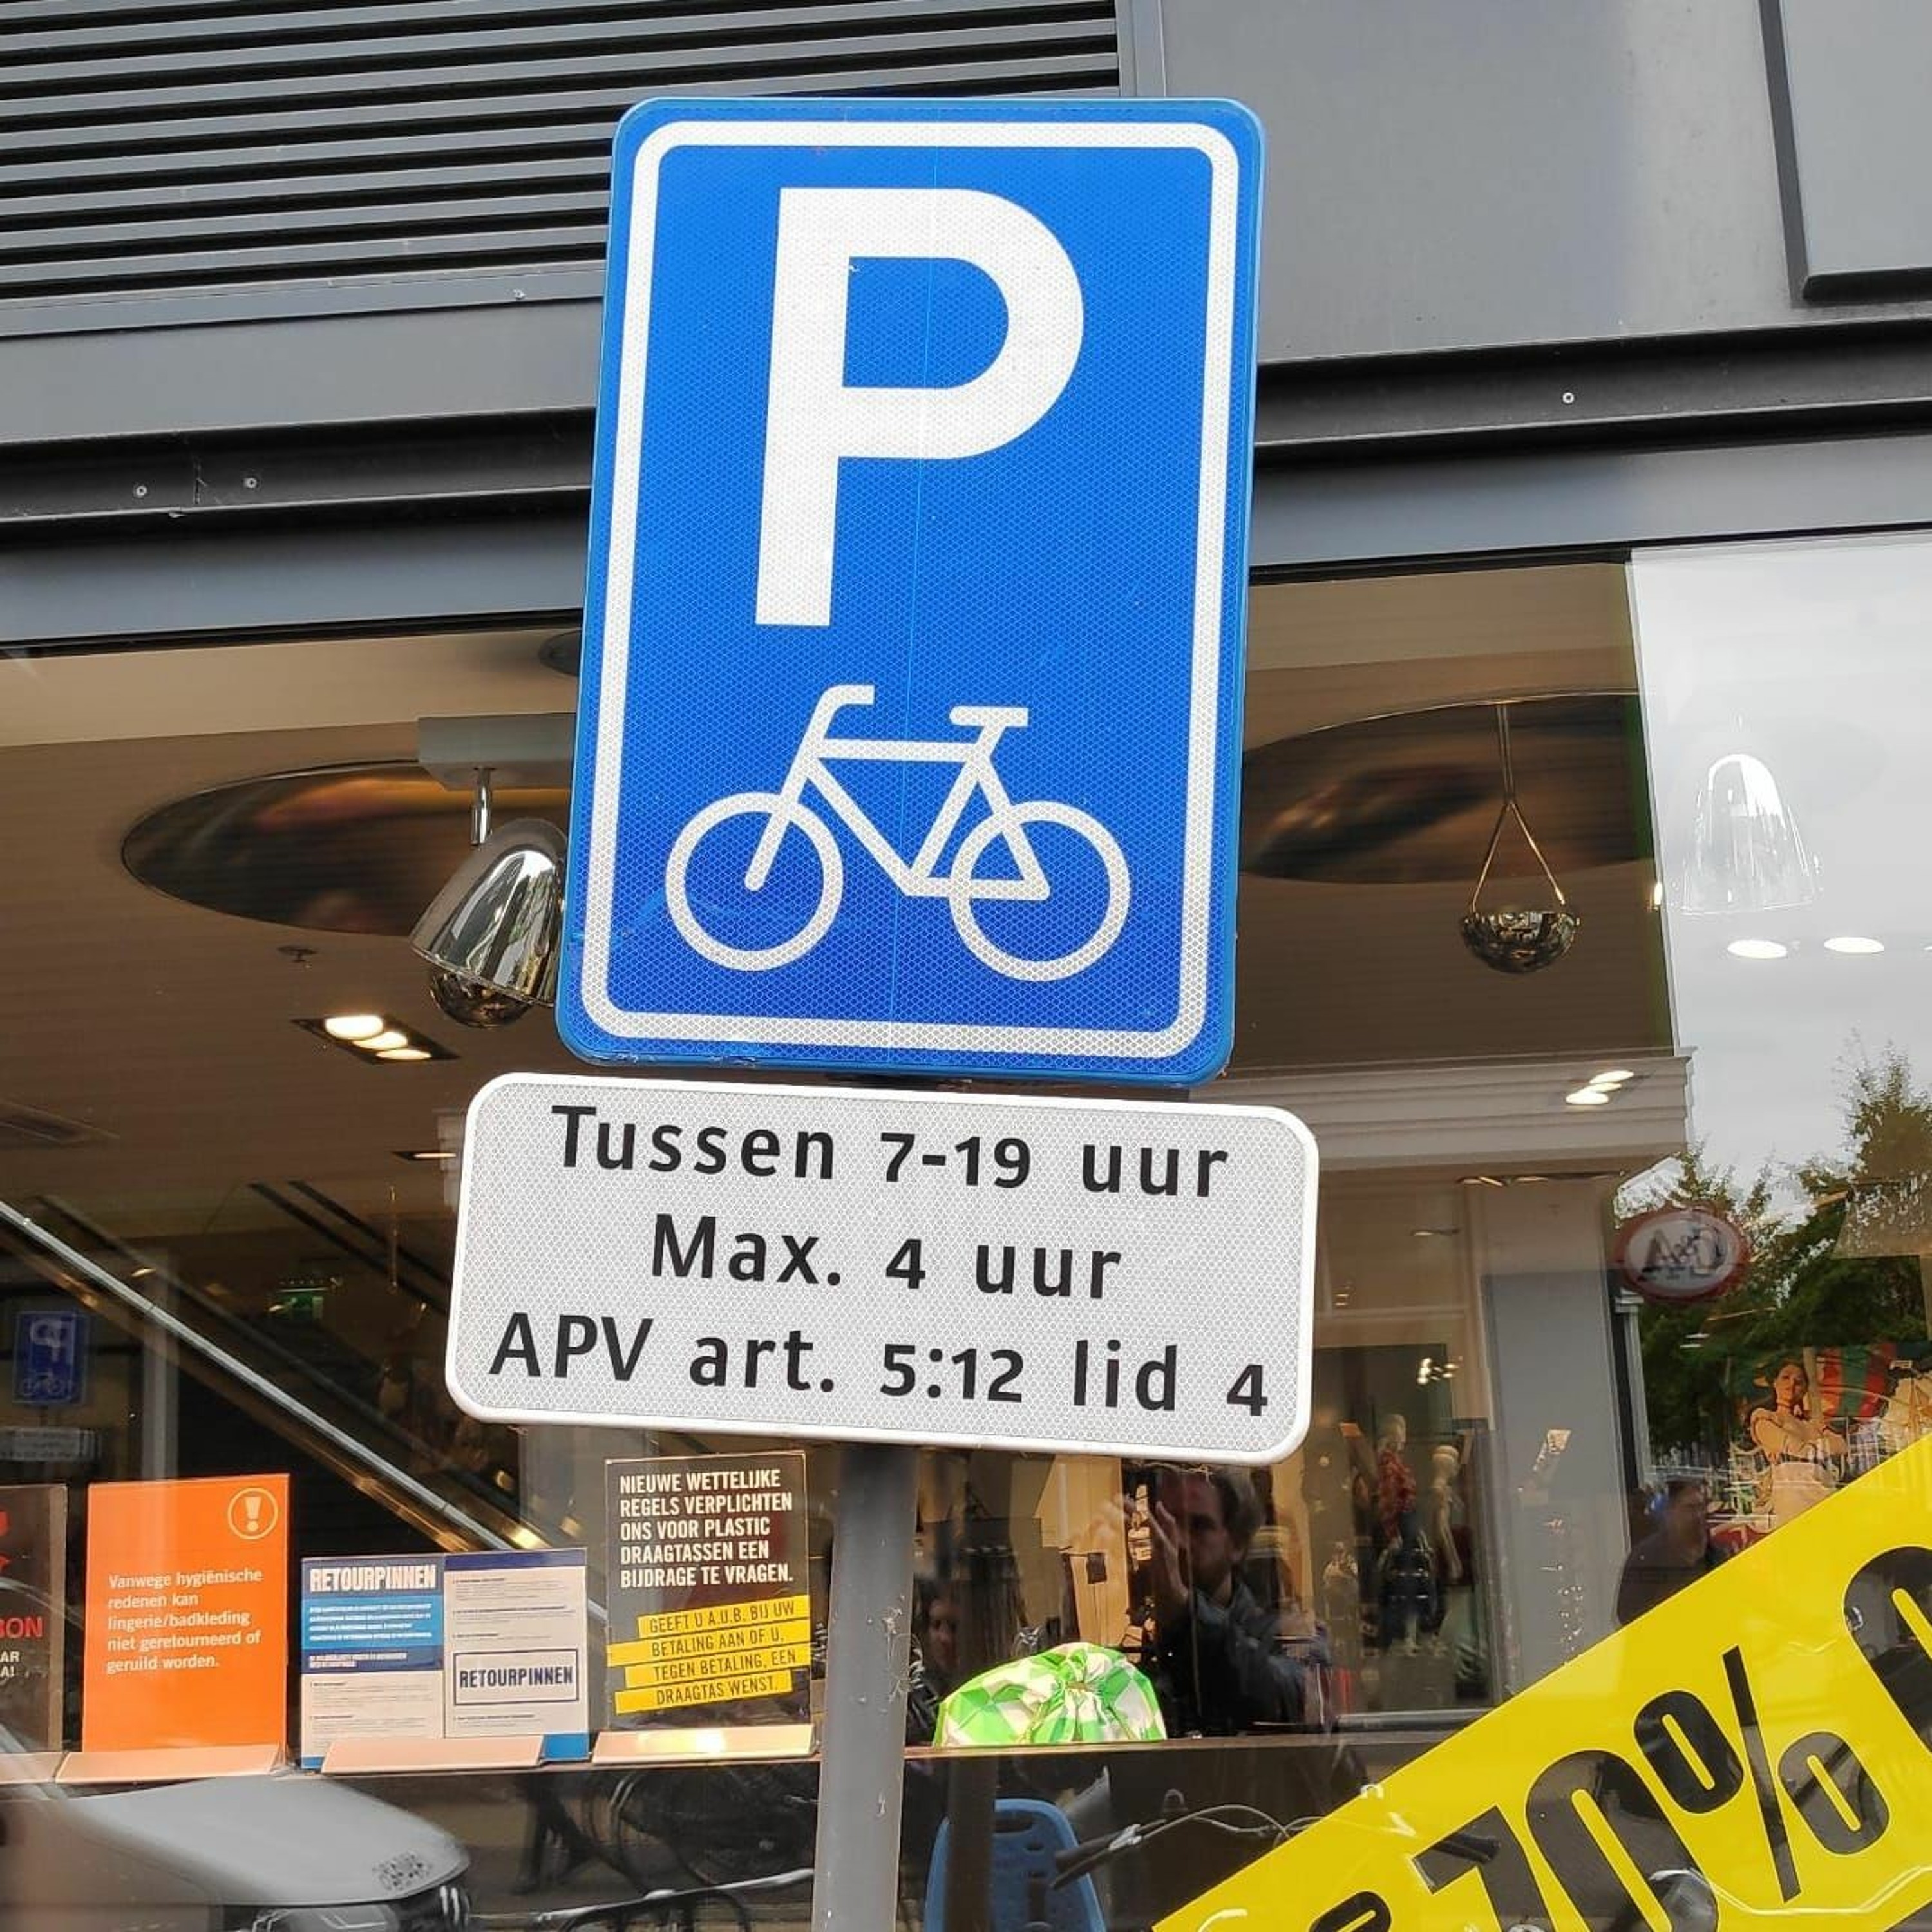 P
Tussen 7-19 uur
Max. 4 uur
APV art. 5:12 lid 4
Vanwege hygiënische
redenen kan
lingerie/badkleding
niet geretourneerd of
geruild worden.
RETOURPINNEN
RETOURPINNEN
NIEUWE WETTELIJKE
REGELS VERPLICHTEN
ONS VOOR PLASTIC
DRAAGTASSEN EEN
BIJDRAGE TE VRAGEN.
GEEFT U A.U.B. BIJ UW
BETALING AAN OF U,
TEGEN BETALING, EEN
DRAAGTAS WENST.
70%